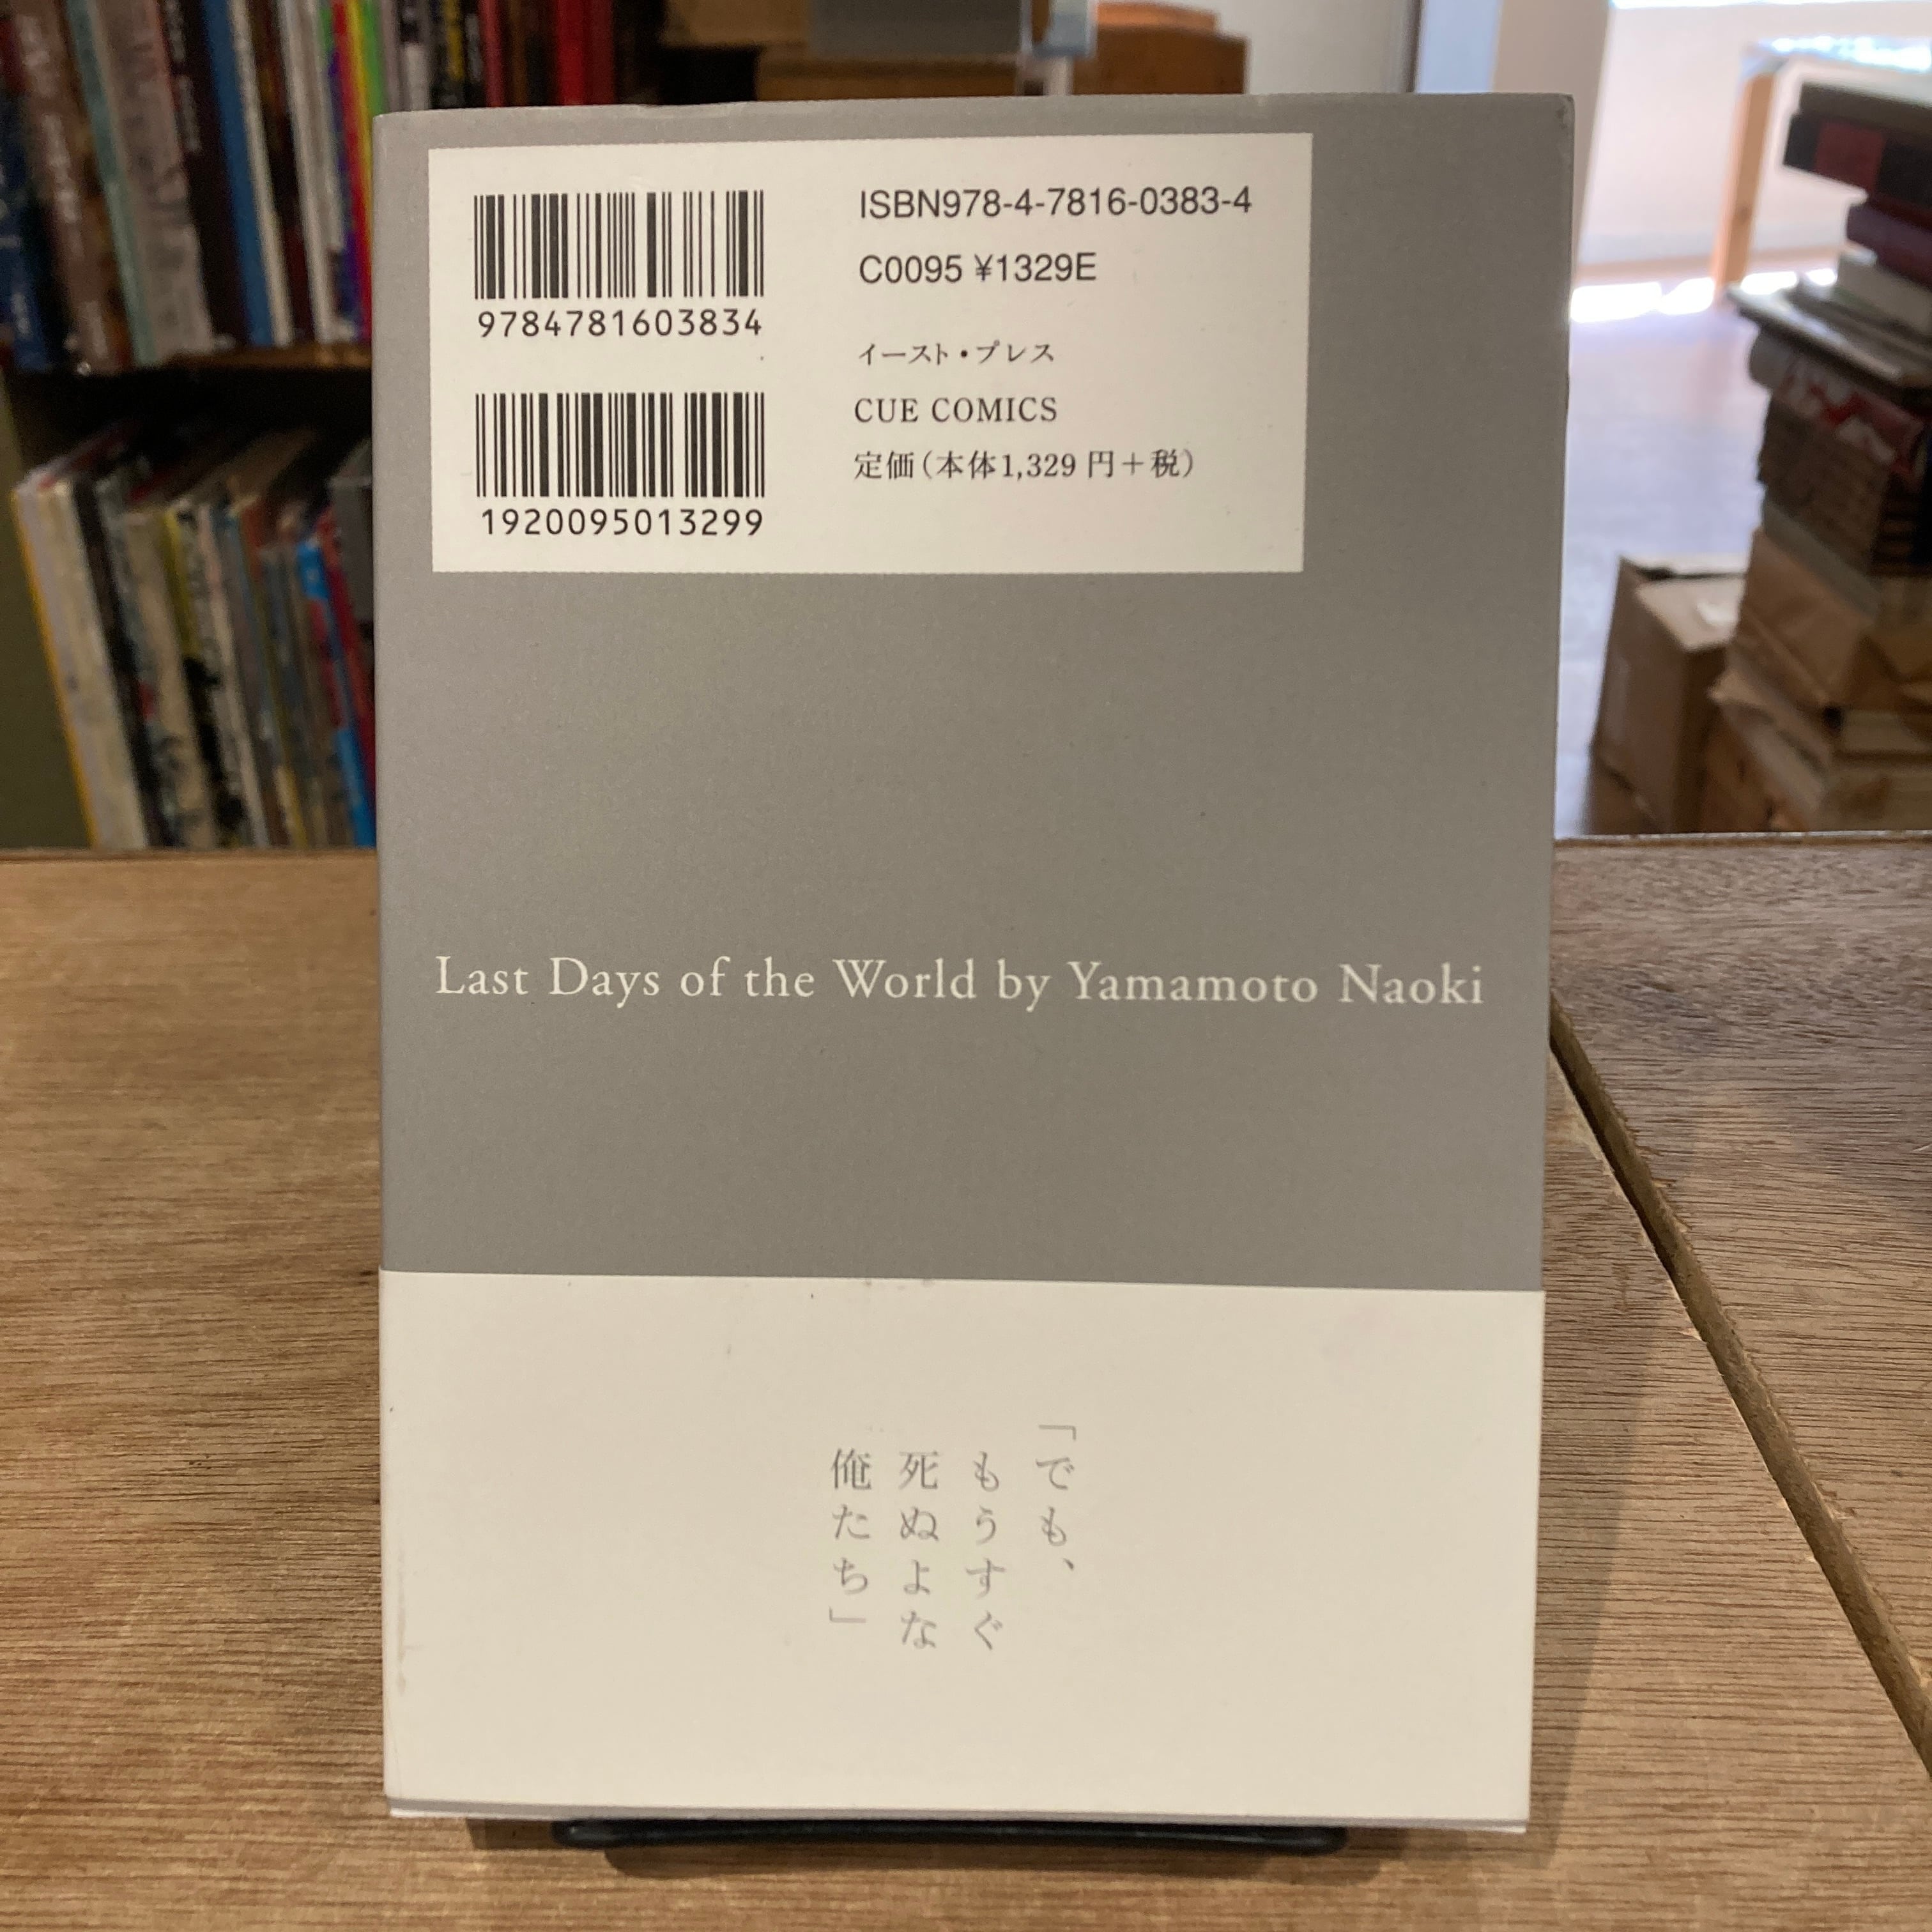 ISBN978-4-7816-0383-4
C0095 ¥1329E
9784781603834
イースト・プレス
CUE COMICS
定価(本体1,329円+税)
1920095013299
Last Days of the World by Yamamoto Naoki
「でも、
もうすぐ
死ぬよな
俺たち」